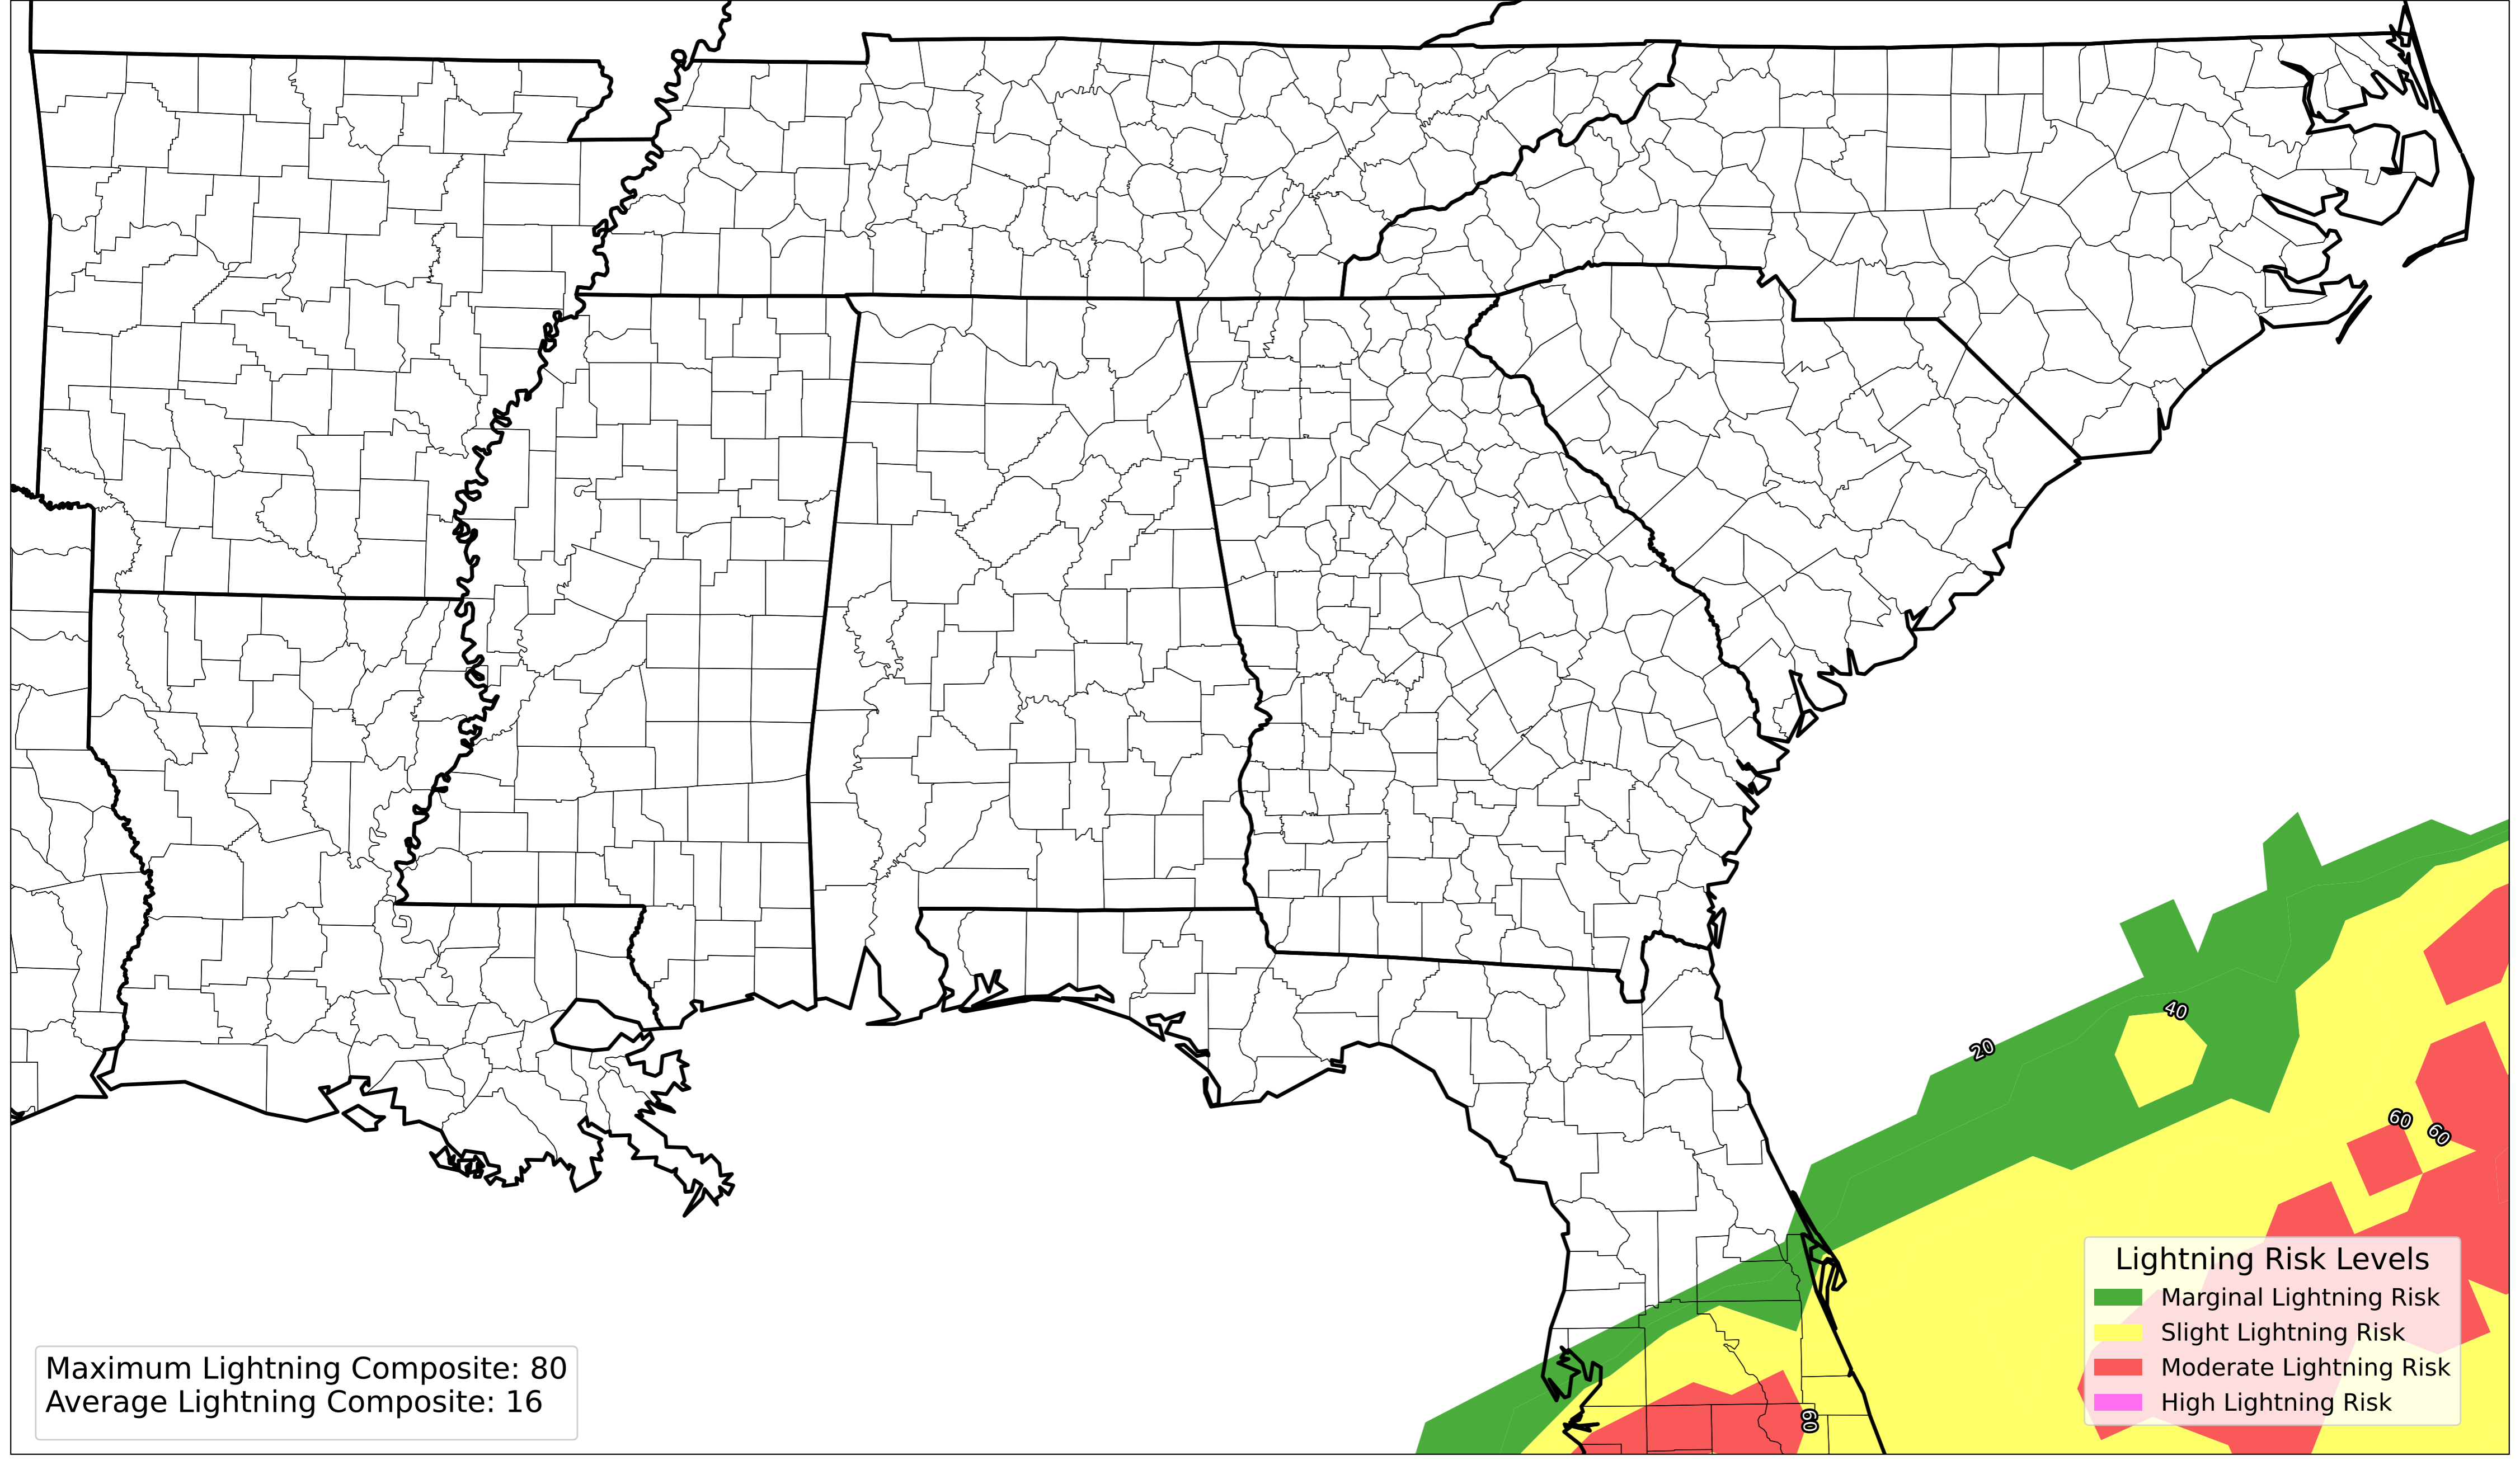 20
40
60
60
60
Lightning Risk Levels
Marginal Lightning Risk
Slight Lightning Risk
Moderate Lightning Risk
High Lightning Risk
Maximum Lightning Composite: 80
Average Lightning Composite: 16